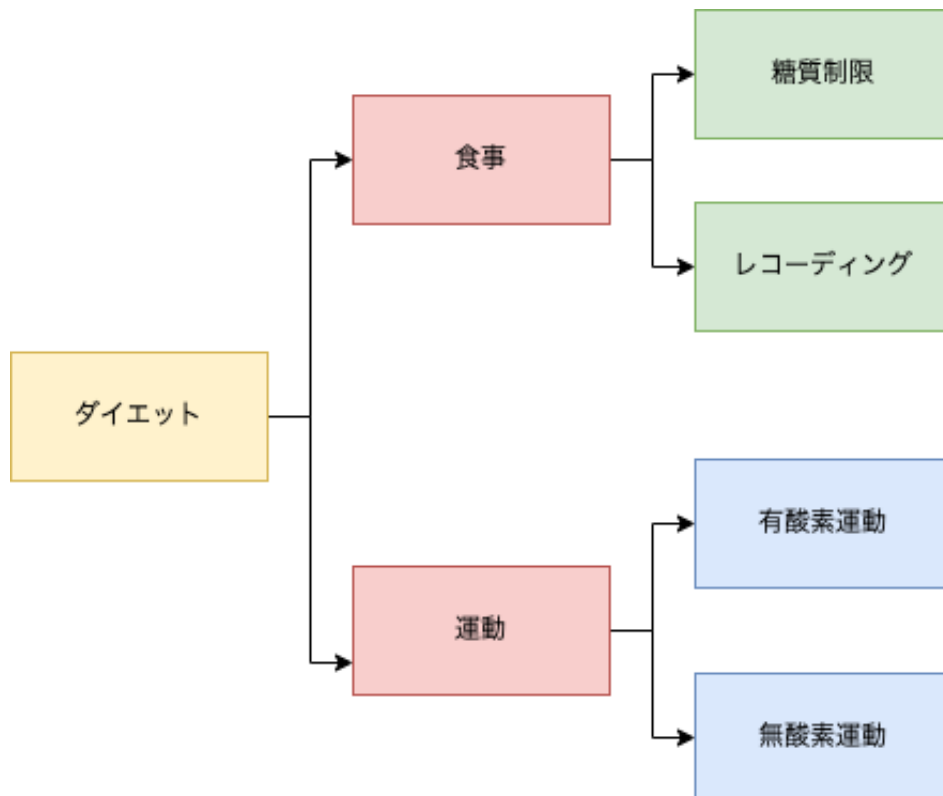 糖質制限
食事
レコーディング
ダイエット
有酸素運動
運動
無酸素運動